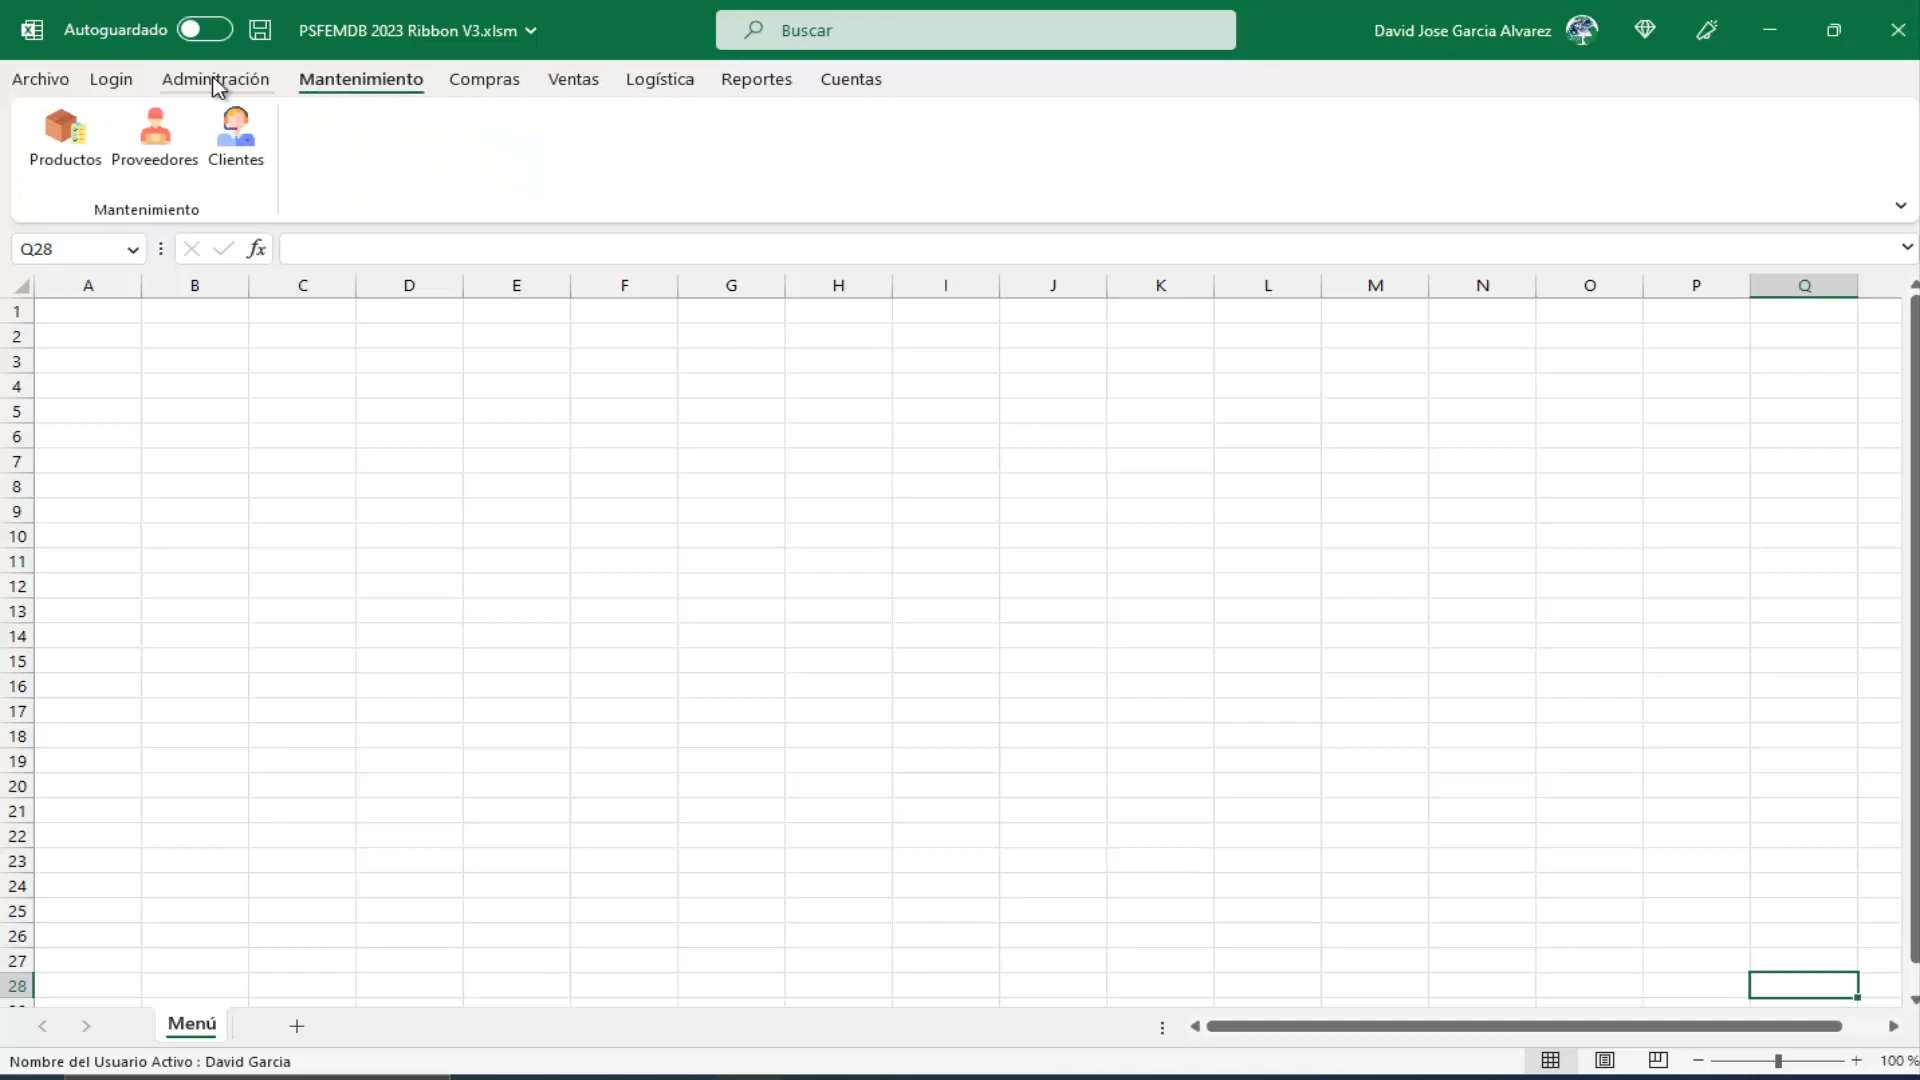 Autoguardado
PSFEMDB 2023 Ribbon V3.xlsm
Buscar
David Jose Garcia Alvarez
Archivo Login Adminitración Mantenimiento Compras Ventas Logística Reportes Cuentas
Productos Proveedores Clientes
Mantenimiento
Q28
fx
A B C D E F G H I J K L M N O P Q
1
2
3
4
5
6
7
8
9
10
11
12
13
14
15
16
17
18
19
20
21
22
23
24
25
26
27
28
Menú
Nombre del Usuario Activo : David Garcia
100 %